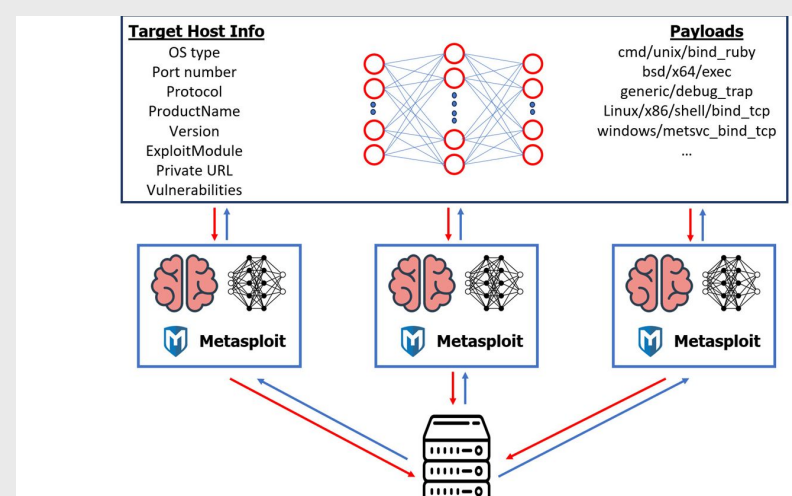 Target Host Info
OS type
Port number
Protocol
ProductName
Version
ExploitModule
Private URL
Vulnerabilities
Payloads
cmd/unix/bind_ruby
bsd/x64/exec
generic/debug_trap
Linux/x86/shell/bind_tcp
windows/metsvc_bind_tcp
...
Metasploit
Metasploit
Metasploit